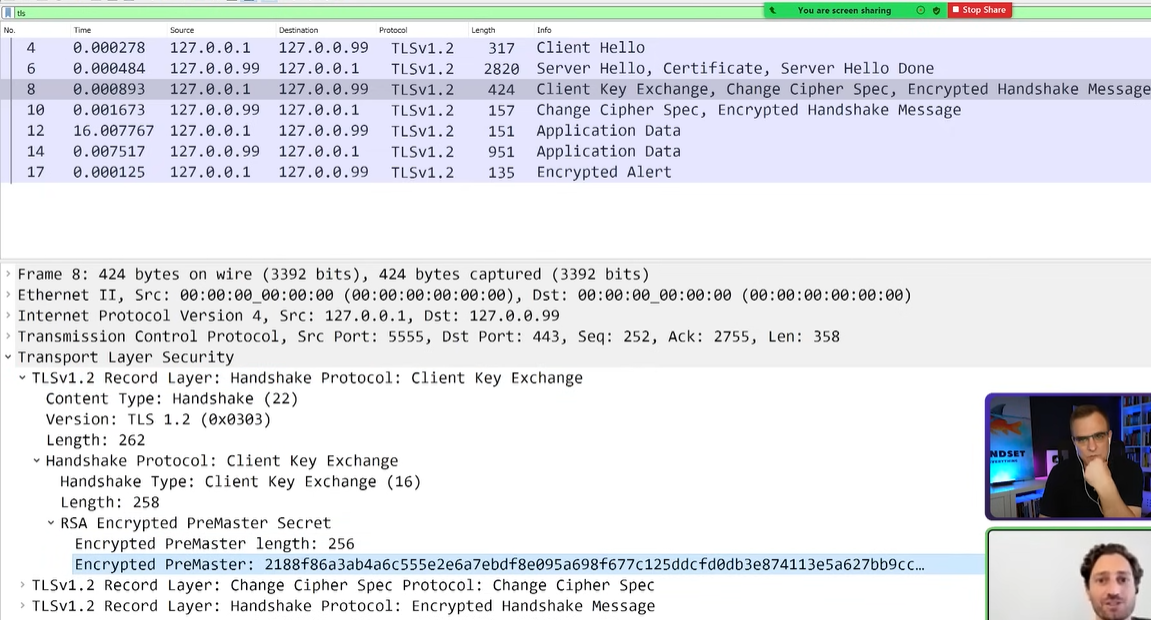 tls
You are screen sharing
Stop Share
No. Time Source Destination Protocol Length Info
4 0.000278 127.0.0.1 127.0.0.99 TLSv1.2 317 Client Hello
6 0.000484 127.0.0.99 127.0.0.1 TLSv1.2 2820 Server Hello, Certificate, Server Hello Done
8 0.000893 127.0.0.1 127.0.0.99 TLSv1.2 424 Client Key Exchange, Change Cipher Spec, Encrypted Handshake Message
10 0.001673 127.0.0.99 127.0.0.1 TLSv1.2 157 Change Cipher Spec, Encrypted Handshake Message
12 16.007767 127.0.0.1 127.0.0.99 TLSv1.2 151 Application Data
14 0.007517 127.0.0.99 127.0.0.1 TLSv1.2 951 Application Data
17 0.000125 127.0.0.1 127.0.0.99 TLSv1.2 135 Encrypted Alert
Frame 8: 424 bytes on wire (3392 bits), 424 bytes captured (3392 bits)
Ethernet II, Src: 00:00:00_00:00:00 (00:00:00:00:00:00), Dst: 00:00:00_00:00:00 (00:00:00:00:00:00)
Internet Protocol Version 4, Src: 127.0.0.1, Dst: 127.0.0.99
Transmission Control Protocol, Src Port: 5555, Dst Port: 443, Seq: 252, Ack: 2755, Len: 358
Transport Layer Security
TLSv1.2 Record Layer: Handshake Protocol: Client Key Exchange
Content Type: Handshake (22)
Version: TLS 1.2 (0x0303)
Length: 262
Handshake Protocol: Client Key Exchange
Handshake Type: Client Key Exchange (16)
Length: 258
RSA Encrypted PreMaster Secret
Encrypted PreMaster length: 256
Encrypted PreMaster: 2188f86a3ab4a6c555e2e6a7ebdf8e095a698f677c125ddcfd0db3e874113e5a627bb9cc…
TLSv1.2 Record Layer: Change Cipher Spec Protocol: Change Cipher Spec
TLSv1.2 Record Layer: Handshake Protocol: Encrypted Handshake Message
NDSET